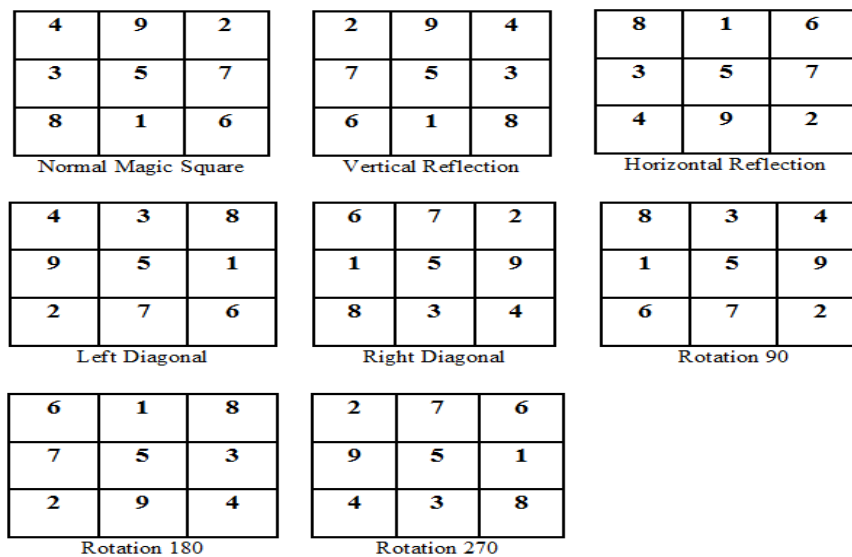 4 9 2 2 9 4 8 1 6
3 5 7 7 5 3 3 5 7
8 1 6 6 1 8 4 9 2
Normal Magic Square Vertical Reflection Horizontal Reflection
4 3 8 6 7 2 8 3 4
9 5 1 1 5 9 1 5 9
2 7 6 8 3 4 6 7 2
Left Diagonal Right Diagonal Rotation 90
6 1 8 2 7 6
7 5 3 9 5 1
2 9 4 4 3 8
Rotation 180 Rotation 270